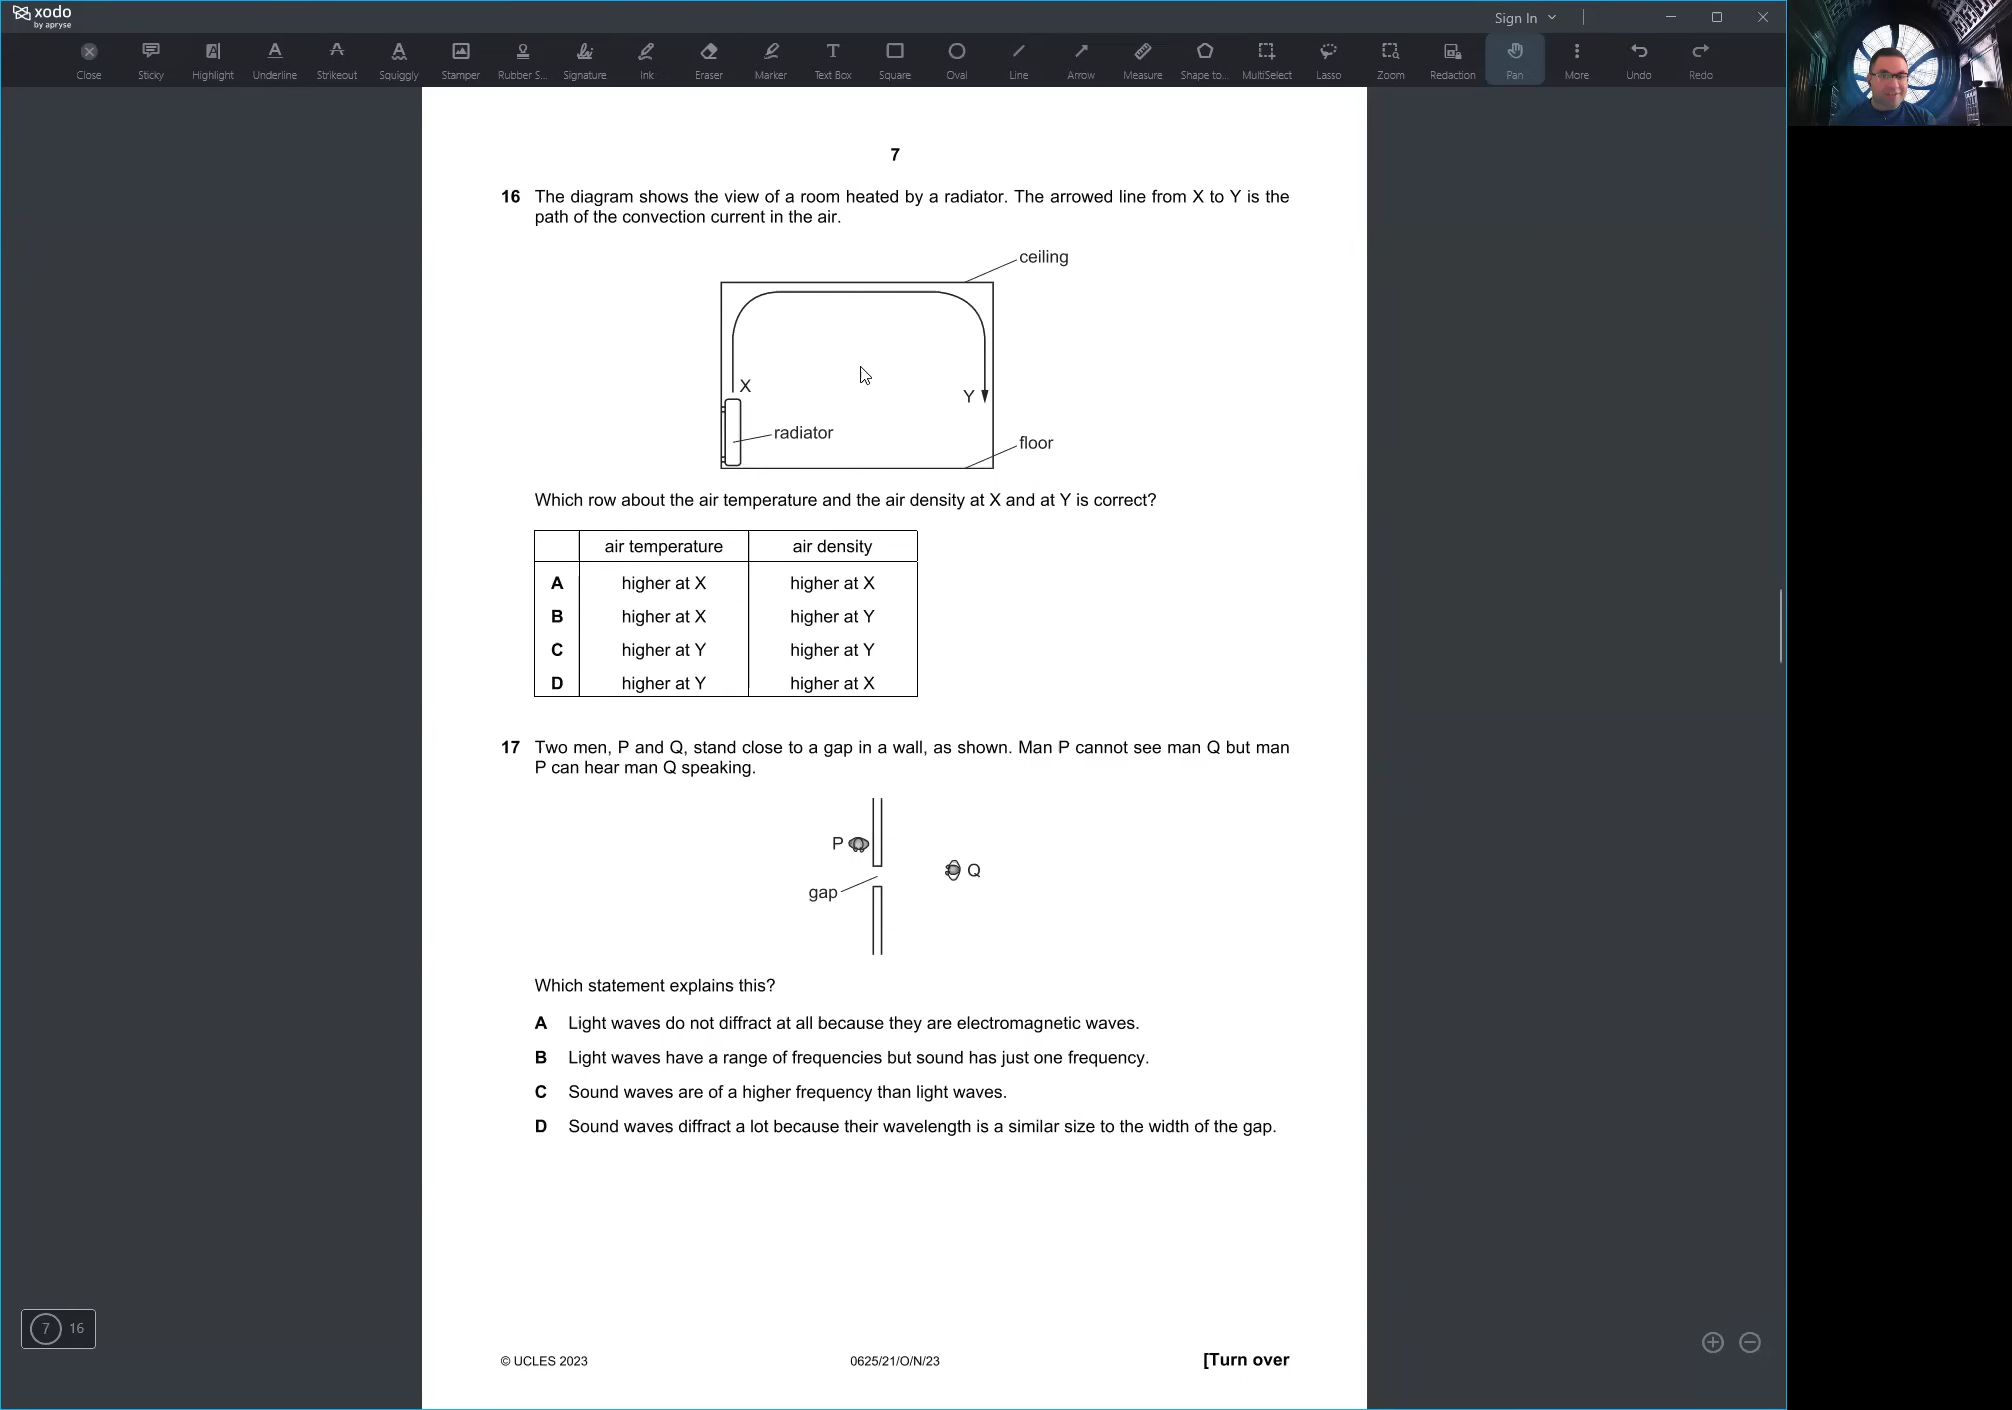 xodo
by apryse
Sign In
Close
Sticky
Highlight
Underline
Strikeout
Squiggly
Stamper
Rubber S...
Signature
Ink
Eraser
Marker
Text Box
Square
Oval
Line
Arrow
Measure
Shape to...
MultiSelect
Lasso
Zoom
Redaction
Pan
More
Undo
Redo
7
16 The diagram shows the view of a room heated by a radiator. The arrowed line from X to Y is the
path of the convection current in the air.
ceiling
X
Y
radiator
floor
Which row about the air temperature and the air density at X and at Y is correct?
air temperature air density
A higher at X higher at X
B higher at X higher at Y
C higher at Y higher at Y
D higher at Y higher at X
17 Two men, P and Q, stand close to a gap in a wall, as shown. Man P cannot see man Q but man
P can hear man Q speaking.
P
Q
gap
Which statement explains this?
A Light waves do not diffract at all because they are electromagnetic waves.
B Light waves have a range of frequencies but sound has just one frequency.
C Sound waves are of a higher frequency than light waves.
D Sound waves diffract a lot because their wavelength is a similar size to the width of the gap.
7 16
© UCLES 2023 0625/21/O/N/23 [Turn over